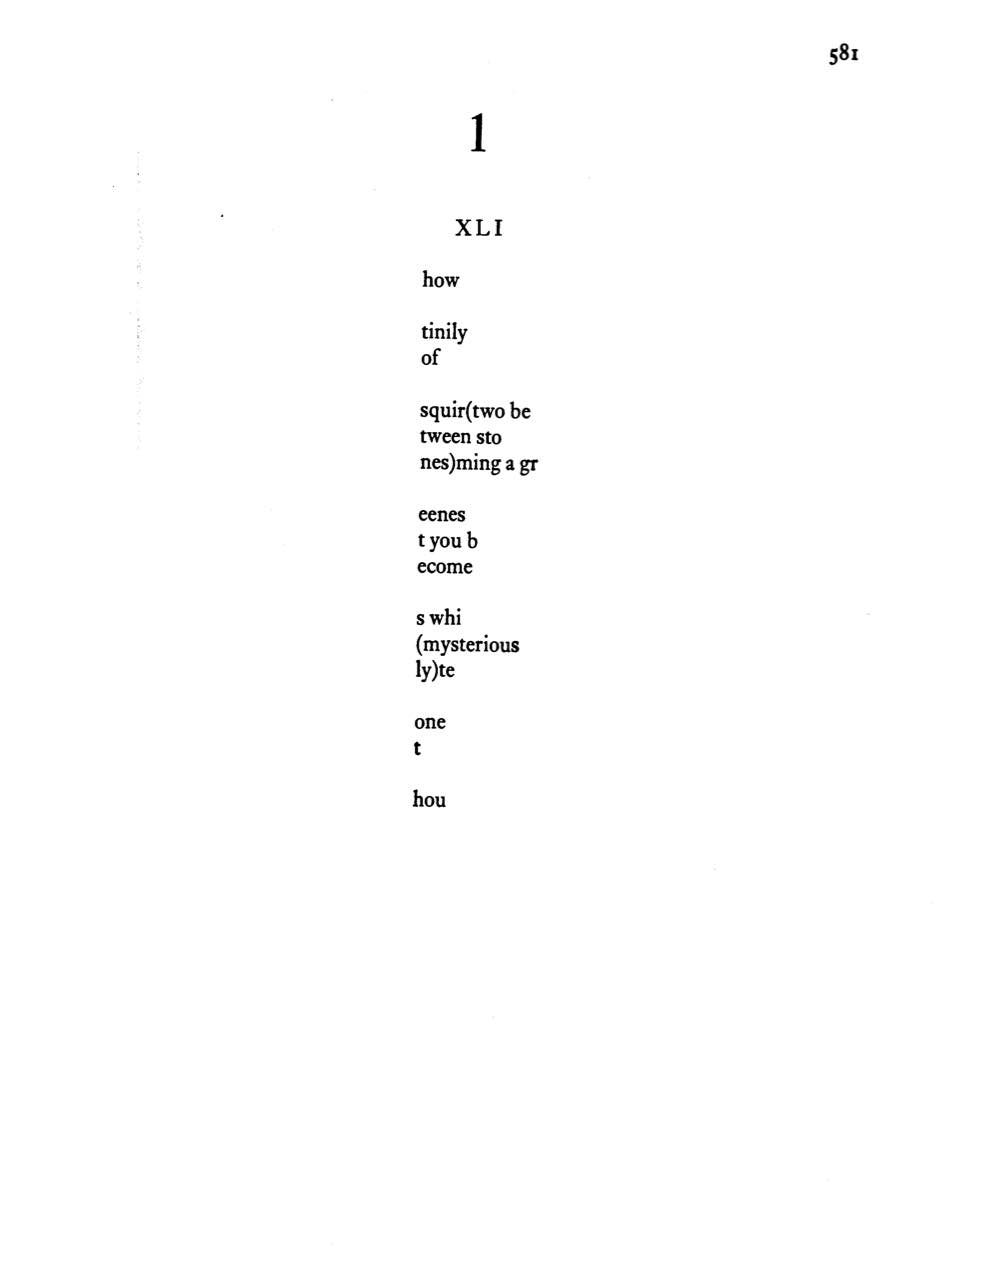 581
1
XLI
how
tinily
of
squir(two be
tween sto
nes)ming a gr
eenes
t you b
ecome
s whi
(mysterious
ly)te
one
t
hou